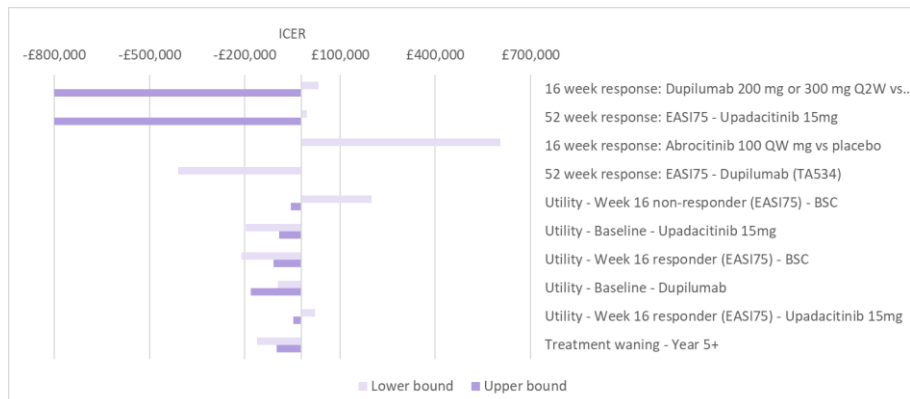 ICER
-£800,000 -£500,000 -£200,000 £100,000 £400,000 £700,000
16 week response: Dupilumab 200 mg or 300 mg Q2W vs..
52 week response: EASI75 - Upadacitinib 15mg
16 week response: Abrocitinib 100 QW mg vs placebo
52 week response: EASI75 - Dupilumab (TA534)
Utility - Week 16 non-responder (EASI75) - BSC
Utility - Baseline - Upadacitinib 15mg
Utility - Week 16 responder (EASI75) - BSC
Utility - Baseline - Dupilumab
Utility - Week 16 responder (EASI75) - Upadacitinib 15mg
Treatment waning - Year 5+
Lower bound Upper bound